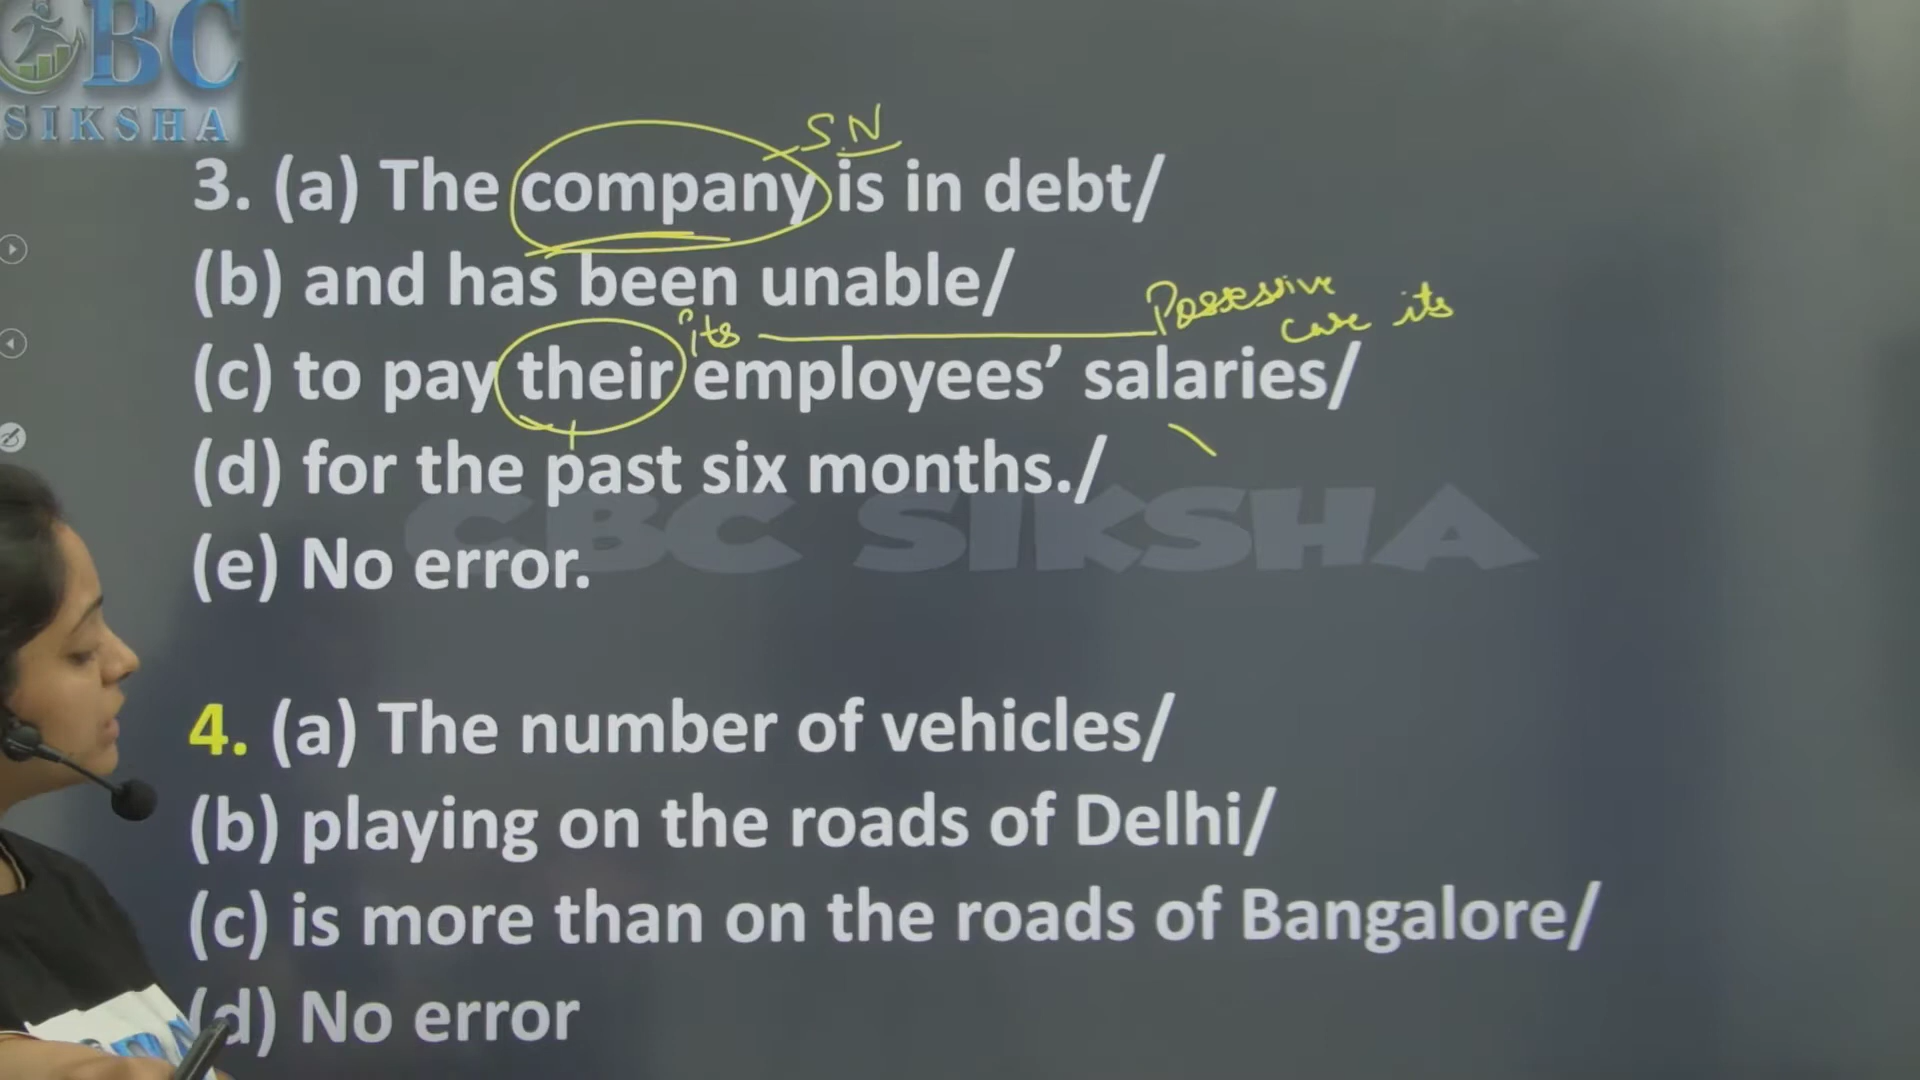 BC
SIKSHA
S.N
3. (a) The company is in debt/
(b) and has been unable/
Possessive
case its
its
(c) to pay their employees’ salaries/
(d) for the past six months./
CBC SIKSHA
(e) No error.
4. (a) The number of vehicles/
(b) playing on the roads of Delhi/
(c) is more than on the roads of Bangalore/
(d) No error